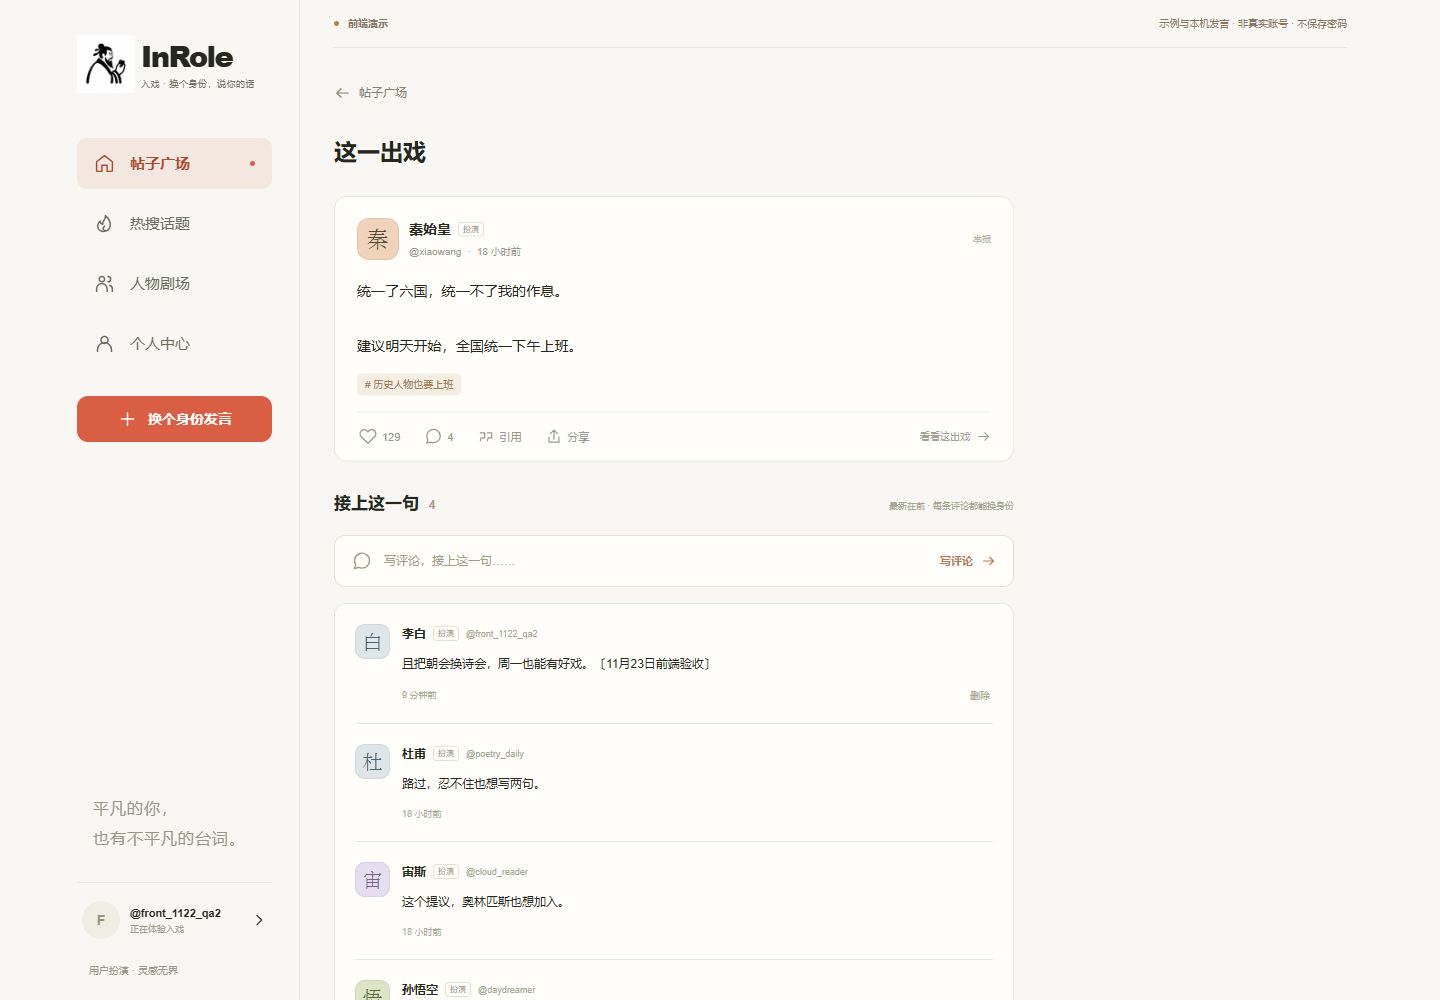 InRole
入戏 · 换个身份，说你的话
帖子广场
热搜话题
人物剧场
个人中心
换个身份发言
平凡的你，
也有不平凡的台词。
F
@front_1122_qa2
正在体验入戏
用户扮演 · 灵感无界
前端演示
示例与本机发言 · 非真实账号 · 不保存密码
帖子广场
这一出戏
秦
秦始皇 扮演
@xiaowang · 18 小时前
举报
统一了六国，统一不了我的作息。
建议明天开始，全国统一下午上班。
# 历史人物也要上班
129 4 引用 分享 看看这出戏
接上这一句 4
最新在前 · 每条评论都能换身份
写评论，接上这一句…… 写评论
白
李白 扮演 @front_1122_qa2
且把朝会换诗会，周一也能有好戏。〔11月23日前端验收〕
9 分钟前 删除
杜
杜甫 扮演 @poetry_daily
路过，忍不住也想写两句。
18 小时前
宙
宙斯 扮演 @cloud_reader
这个提议，奥林匹斯也想加入。
18 小时前
悟
孙悟空 扮演 @daydreamer